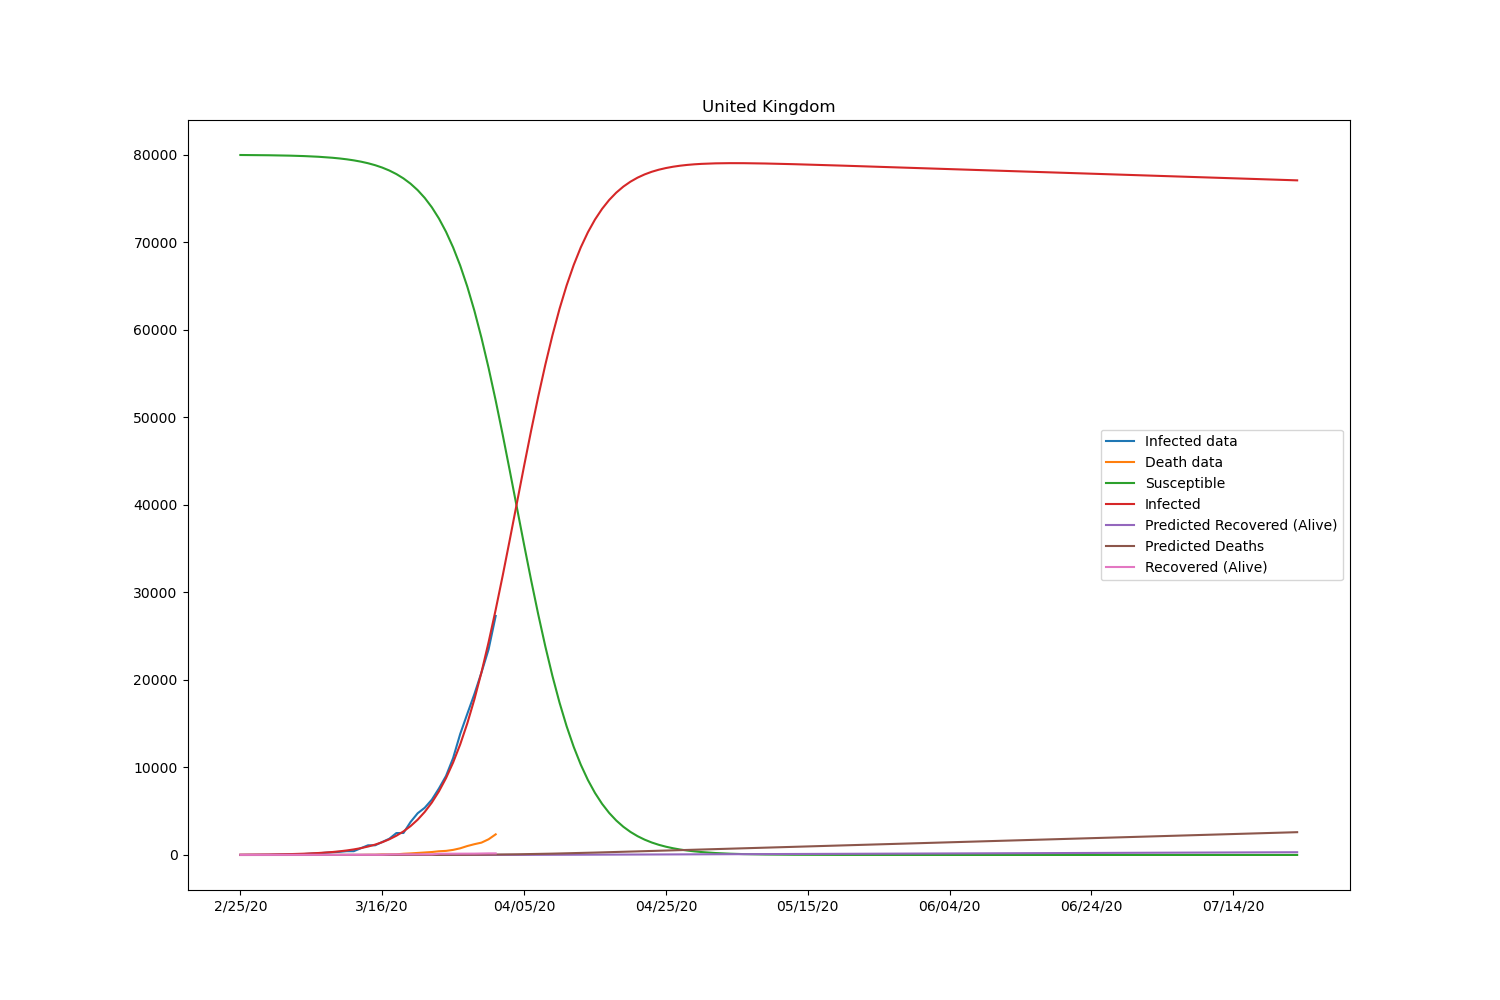 United Kingdom
80000
70000
60000
50000
40000
30000
20000
10000
0
Infected data
Death data
Susceptible
Infected
Predicted Recovered (Alive)
Predicted Deaths
Recovered (Alive)
2/25/20
3/16/20
04/05/20
04/25/20
05/15/20
06/04/20
06/24/20
07/14/20